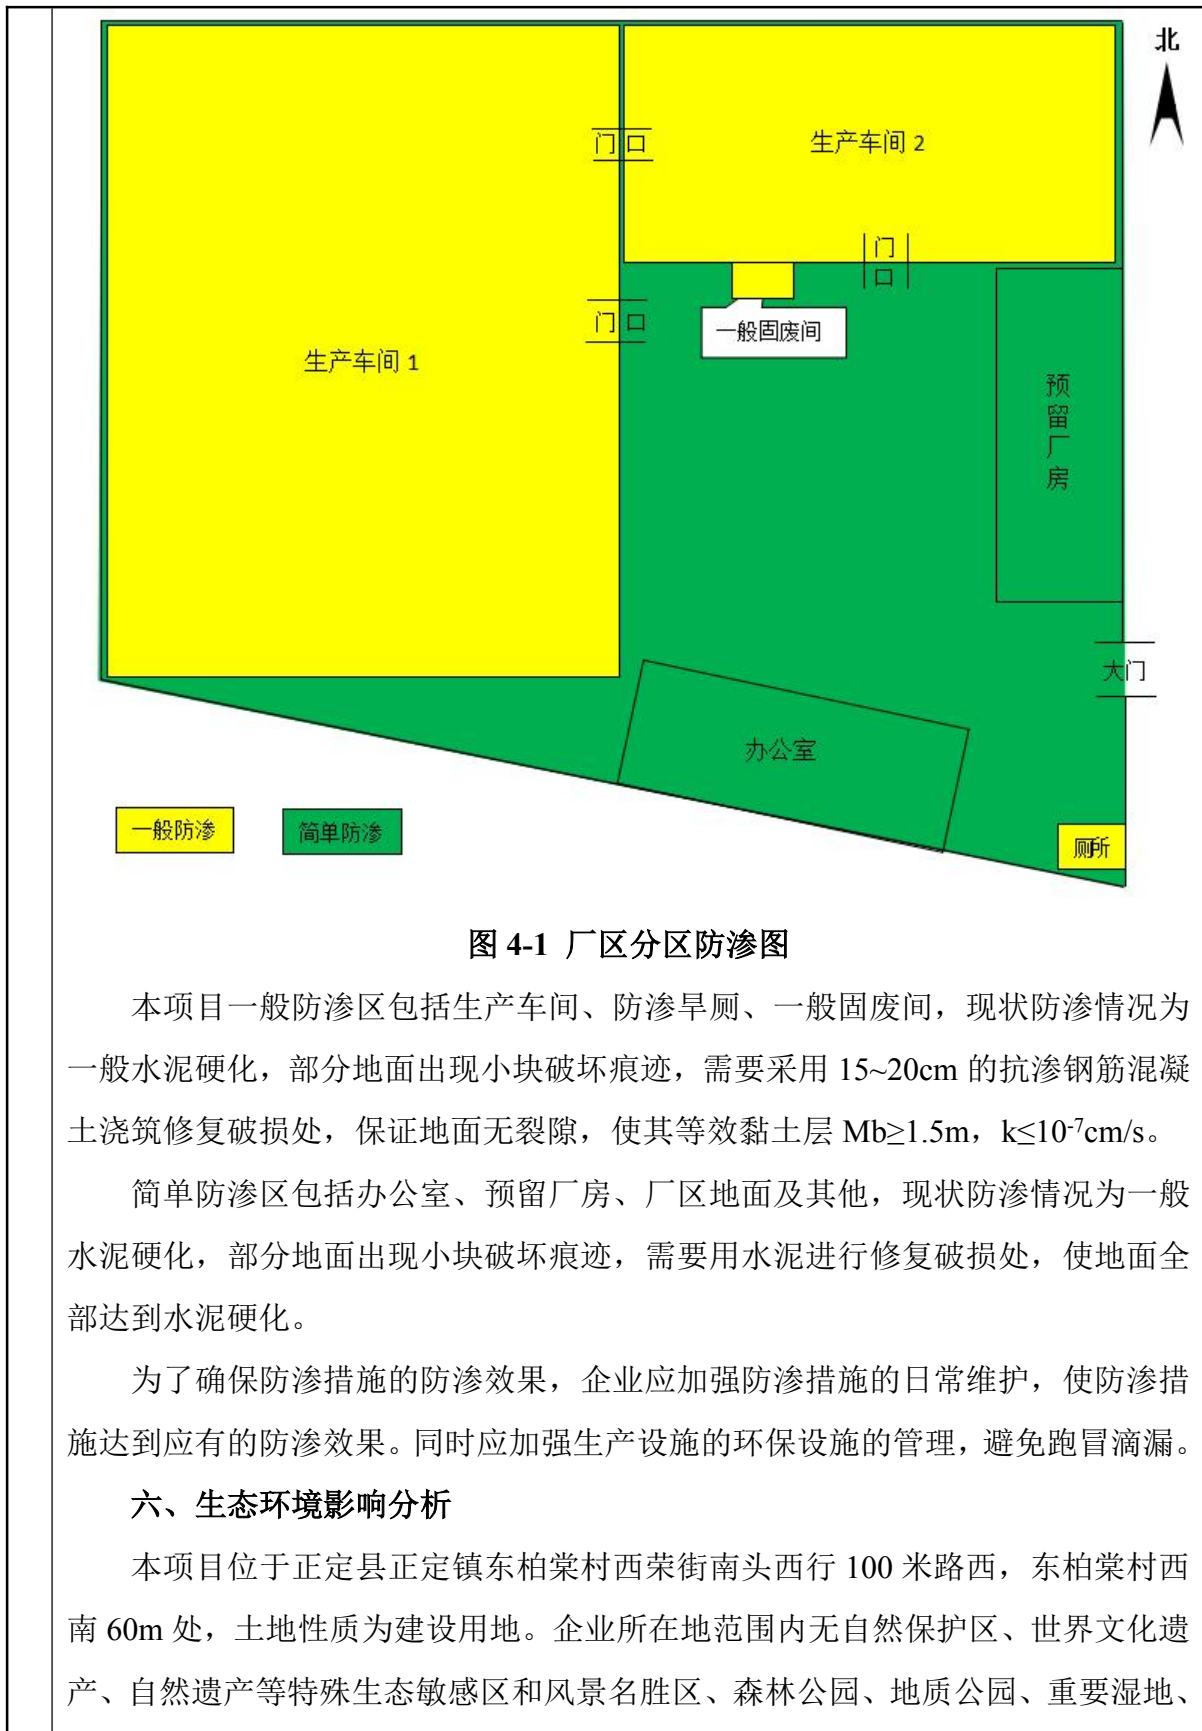 北
门口
生产车间 2
门
口
门口
一般固废间
生产车间 1
预
留
厂
房
大门
办公室
一般防渗
简单防渗
厕所
图 4-1 厂区分区防渗图
本项目一般防渗区包括生产车间、防渗旱厕、一般固废间，现状防渗情况为
一般水泥硬化，部分地面出现小块破坏痕迹，需要采用 15~20cm 的抗渗钢筋混凝
土浇筑修复破损处，保证地面无裂隙，使其等效黏土层 Mb≥1.5m，k≤10⁻⁷cm/s。
简单防渗区包括办公室、预留厂房、厂区地面及其他，现状防渗情况为一般
水泥硬化，部分地面出现小块破坏痕迹，需要用水泥进行修复破损处，使地面全
部达到水泥硬化。
为了确保防渗措施的防渗效果，企业应加强防渗措施的日常维护，使防渗措
施达到应有的防渗效果。同时应加强生产设施的环保设施的管理，避免跑冒滴漏。
六、生态环境影响分析
本项目位于正定县正定镇东柏棠村西荣街南头西行 100 米路西，东柏棠村西
南 60m 处，土地性质为建设用地。企业所在地范围内无自然保护区、世界文化遗
产、自然遗产等特殊生态敏感区和风景名胜区、森林公园、地质公园、重要湿地、